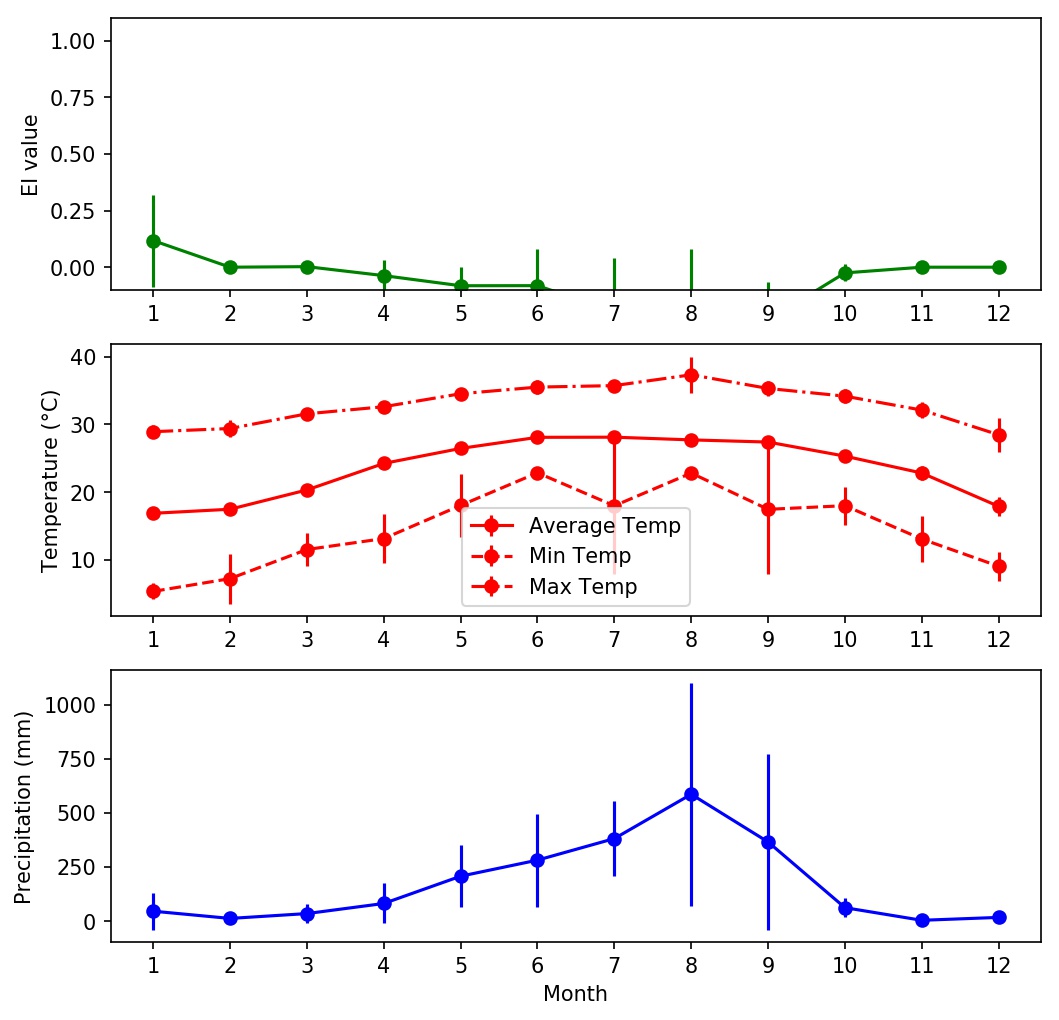 EI value
1.00
0.75
0.50
0.25
0.00
1 2 3 4 5 6 7 8 9 10 11 12
Temperature (°C)
40
30
20
10
Average Temp
Min Temp
Max Temp
1 2 3 4 5 6 7 8 9 10 11 12
Precipitation (mm)
1000
750
500
250
0
1 2 3 4 5 6 7 8 9 10 11 12
Month